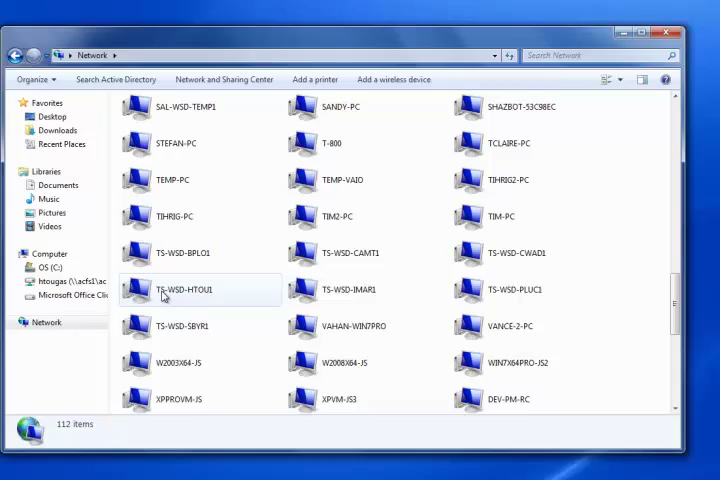 Network
Search Network
Organize Search Active Directory Network and Sharing Center Add a printer Add a wireless device
Favorites
Desktop
Downloads
Recent Places
Libraries
Documents
Music
Pictures
Videos
Computer
OS (C:)
htougas (\\acfs1\ac
Microsoft Office Clic
Network
SAL-WSD-TEMP1 SANDY-PC SHAZBOT-53C98EC
STEFAN-PC T-800 TCLAIRE-PC
TEMP-PC TEMP-VAIO TIHRIG2-PC
TIHRIG-PC TIM2-PC TIM-PC
TS-WSD-BPLO1 TS-WSD-CAMT1 TS-WSD-CWAD1
TS-WSD-HTOU1 TS-WSD-IMAR1 TS-WSD-PLUC1
TS-WSD-SBYR1 VAHAN-WIN7PRO VANCE-2-PC
W2003X64-JS W2008X64-JS WIN7X64PRO-JS2
XPPROVM-JS XPVM-JS3 DEV-PM-RC
112 items